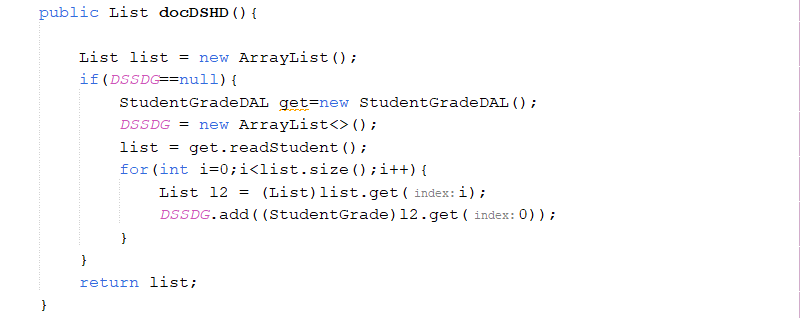 public List docDSHD(){
List list = new ArrayList();
if(DSSDG==null){
StudentGradeDAL get=new StudentGradeDAL();
DSSDG = new ArrayList<>();
list = get.readStudent();
for(int i=0;i<list.size();i++){
List l2 = (List)list.get( index: i);
DSSDG.add((StudentGrade)l2.get( index: 0));
}
}
return list;
}